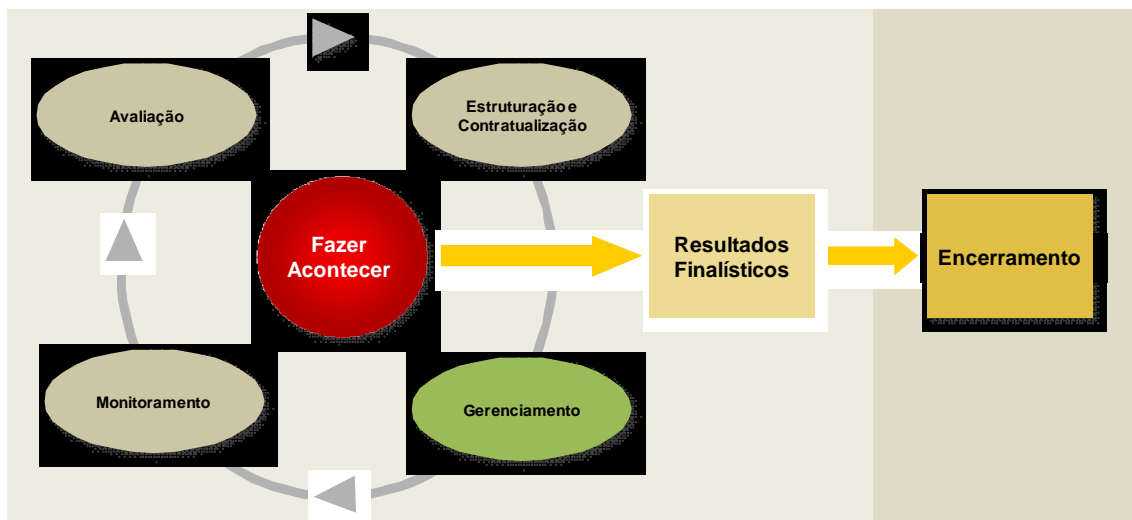 Avaliação
Estruturação e
Contratualização
Fazer
Acontecer
Resultados
Finalísticos
Encerramento
Monitoramento
Gerenciamento